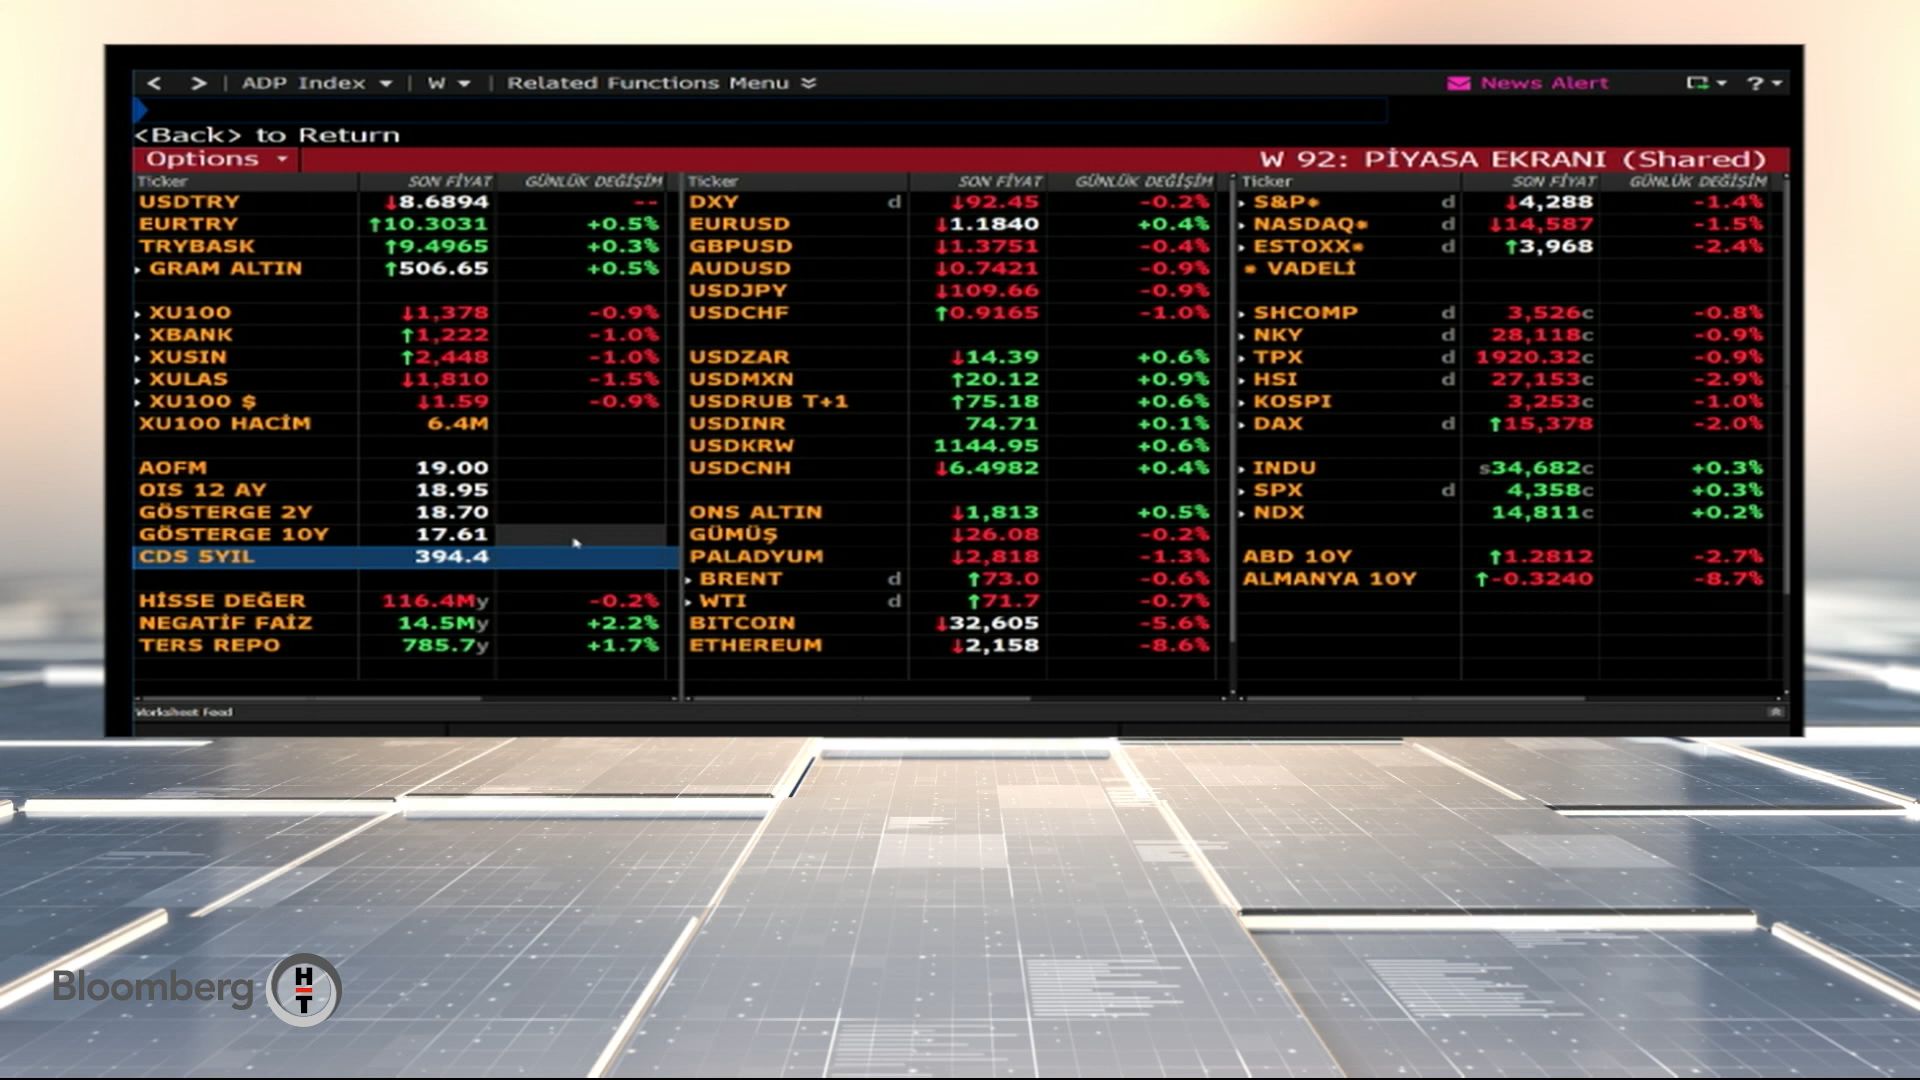 ADP Index
W
Related Functions Menu
News Alert
?
<Back> to Return
Options
W 92: PİYASA EKRANI (Shared)
Ticker SON FİYAT GÜNLÜK DEĞİŞİM
USDTRY ↓8.6894 --
EURTRY ↑10.3031 +0.5%
TRYBASK ↑9.4965 +0.3%
GRAM ALTIN ↑506.65 +0.5%
XU100 ↓1,378 -0.9%
XBANK ↑1,222 -1.0%
XUSIN ↑2,448 -1.0%
XULAS ↓1,810 -1.5%
XU100 $ ↓1.59 -0.9%
XU100 HACİM 6.4M
AOFM 19.00
OIS 12 AY 18.95
GÖSTERGE 2Y 18.70
GÖSTERGE 10Y 17.61
CDS 5YIL 394.4
HİSSE DEĞER 116.4My -0.2%
NEGATİF FAİZ 14.5My +2.2%
TERS REPO 785.7y +1.7%
Ticker SON FİYAT GÜNLÜK DEĞİŞİM
DXY d ↓92.45 -0.2%
EURUSD ↓1.1840 +0.4%
GBPUSD ↓1.3751 -0.4%
AUDUSD ↓0.7421 -0.9%
USDJPY ↓109.66 -0.9%
USDCHF ↑0.9165 -1.0%
USDZAR ↓14.39 +0.6%
USDMXN ↑20.12 +0.9%
USDRUB T+1 ↑75.18 +0.6%
USDINR 74.71 +0.1%
USDKRW 1144.95 +0.6%
USDCNH ↓6.4982 +0.4%
ONS ALTIN ↓1,813 +0.5%
GÜMÜŞ ↓26.08 -0.2%
PALADYUM ↓2,818 -1.3%
BRENT d ↑73.0 -0.6%
WTI d ↑71.7 -0.7%
BITCOIN ↓32,605 -5.6%
ETHEREUM ↓2,158 -8.6%
Ticker SON FİYAT GÜNLÜK DEĞİŞİM
S&P* d ↓4,288 -1.4%
NASDAQ* d ↓14,587 -1.5%
ESTOXX* d ↑3,968 -2.4%
* VADELİ
SHCOMP d 3,526c -0.8%
NKY d 28,118c -0.9%
TPX d 1920.32c -0.9%
HSI d 27,153c -2.9%
KOSPI 3,253c -1.0%
DAX d ↑15,378 -2.0%
INDU s34,682c +0.3%
SPX d 4,358c +0.3%
NDX 14,811c +0.2%
ABD 10Y ↑1.2812 -2.7%
ALMANYA 10Y ↑-0.3240 -8.7%
Worksheet Feed
Bloomberg HT